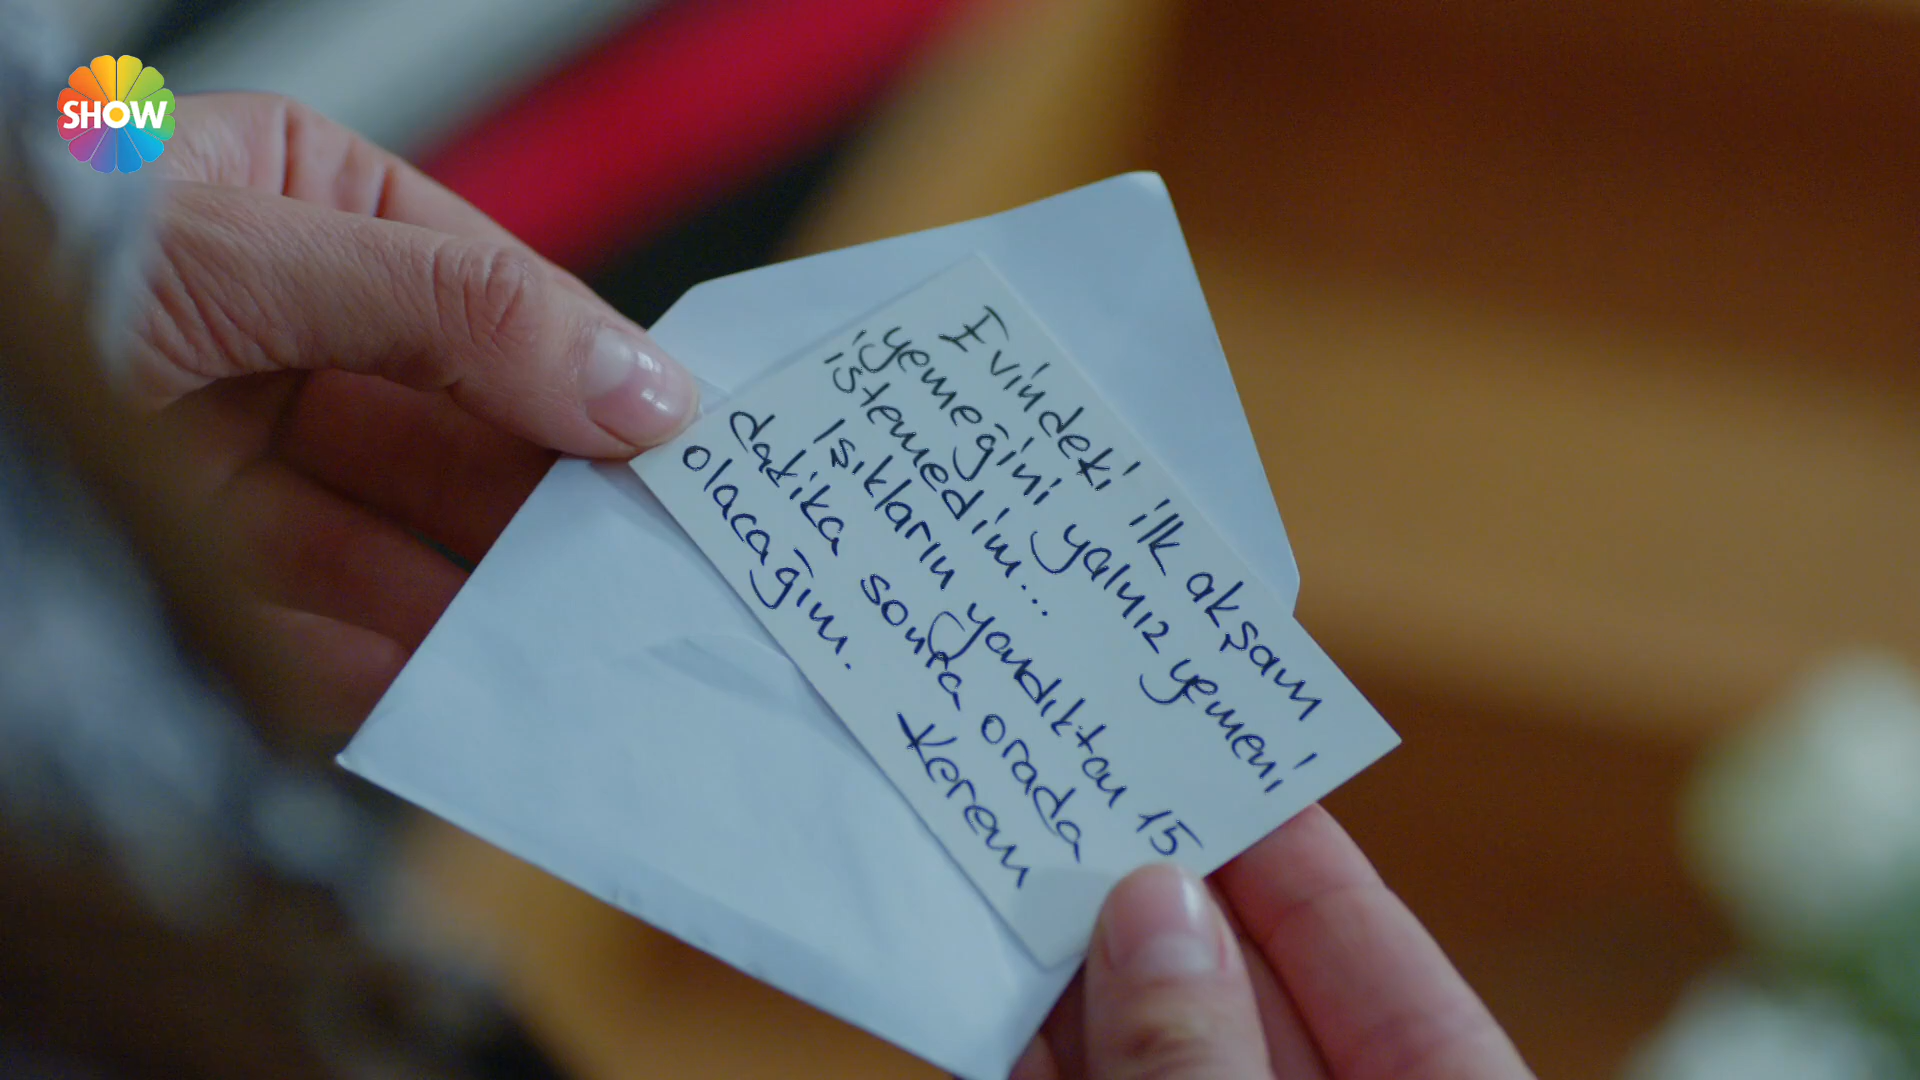 SHOW
Evindeki ilk akşam
yemeğini yalnız yemeni
istemedim...
Işıkların yandıktan 15
dakika sonra orada
olacağım.
Kerem